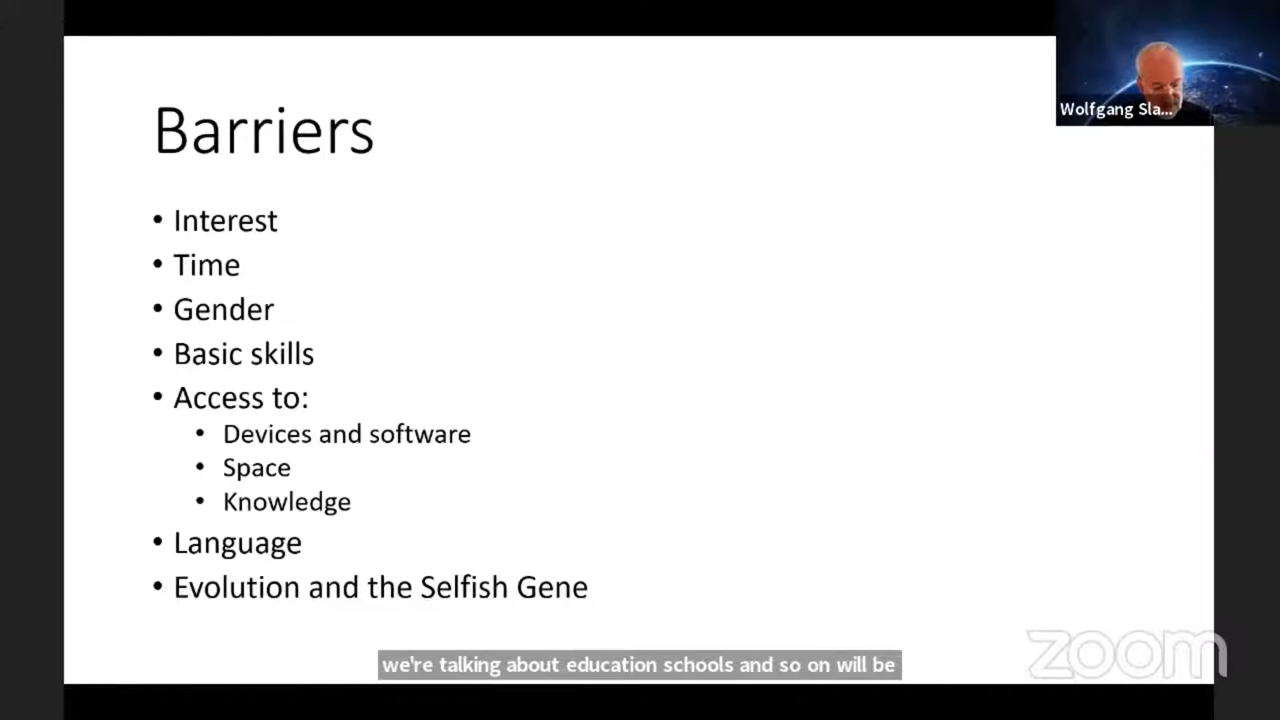 Wolfgang Sla...
Barriers
• Interest
• Time
• Gender
• Basic skills
• Access to:
• Devices and software
• Space
• Knowledge
• Language
• Evolution and the Selfish Gene
we're talking about education schools and so on will be
zoom